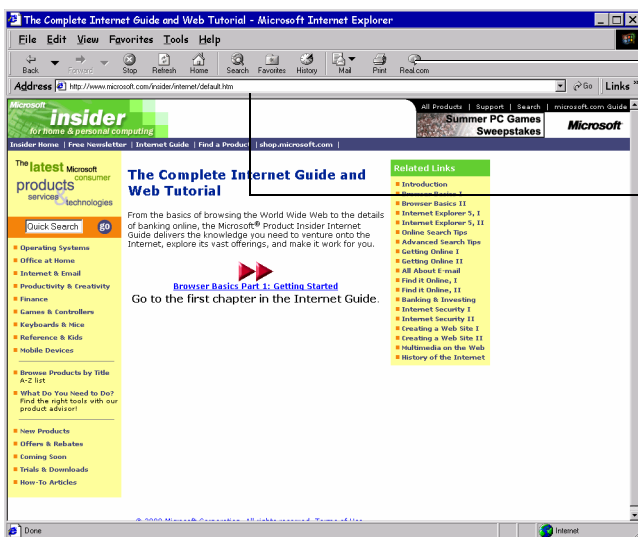 The Complete Internet Guide and Web Tutorial - Microsoft Internet Explorer
File Edit View Favorites Tools Help
Back Forward Stop Refresh Home Search Favorites History Mail Print Real.com
Address http://www.microsoft.com/insider/internet/default.htm Go Links »
Microsoft
insider
for home & personal computing
All Products | Support | Search | microsoft.com Guide
Summer PC Games
Sweepstakes
Microsoft
Insider Home | Free Newsletter | Internet Guide | Find a Product | shop.microsoft.com |
The latest Microsoft
consumer
products
services
technologies
Quick Search go
Operating Systems
Office at Home
Internet & Email
Productivity & Creativity
Finance
Games & Controllers
Keyboards & Mice
Reference & Kids
Mobile Devices
Browse Products by Title
A-Z list
What Do You Need to Do?
Find the right tools with our
product advisor!
New Products
Offers & Rebates
Coming Soon
Trials & Downloads
How-To Articles
The Complete Internet Guide and
Web Tutorial
From the basics of browsing the World Wide Web to the details
of banking online, the Microsoft® Product Insider Internet
Guide delivers the knowledge you need to venture onto the
Internet, explore its vast offerings, and make it work for you.
Browser Basics Part 1: Getting Started
Go to the first chapter in the Internet Guide.
Related Links
Introduction
Browser Basics I
Browser Basics II
Internet Explorer 5, I
Internet Explorer 5, II
Online Search Tips
Advanced Search Tips
Getting Online I
Getting Online II
All About E-mail
Find it Online, I
Find it Online, II
Banking & Investing
Internet Security I
Internet Security II
Creating a Web Site I
Creating a Web Site II
Multimedia on the Web
History of the Internet
© 2000 Microsoft Corporation. All rights reserved. Terms of Use.
Done Internet